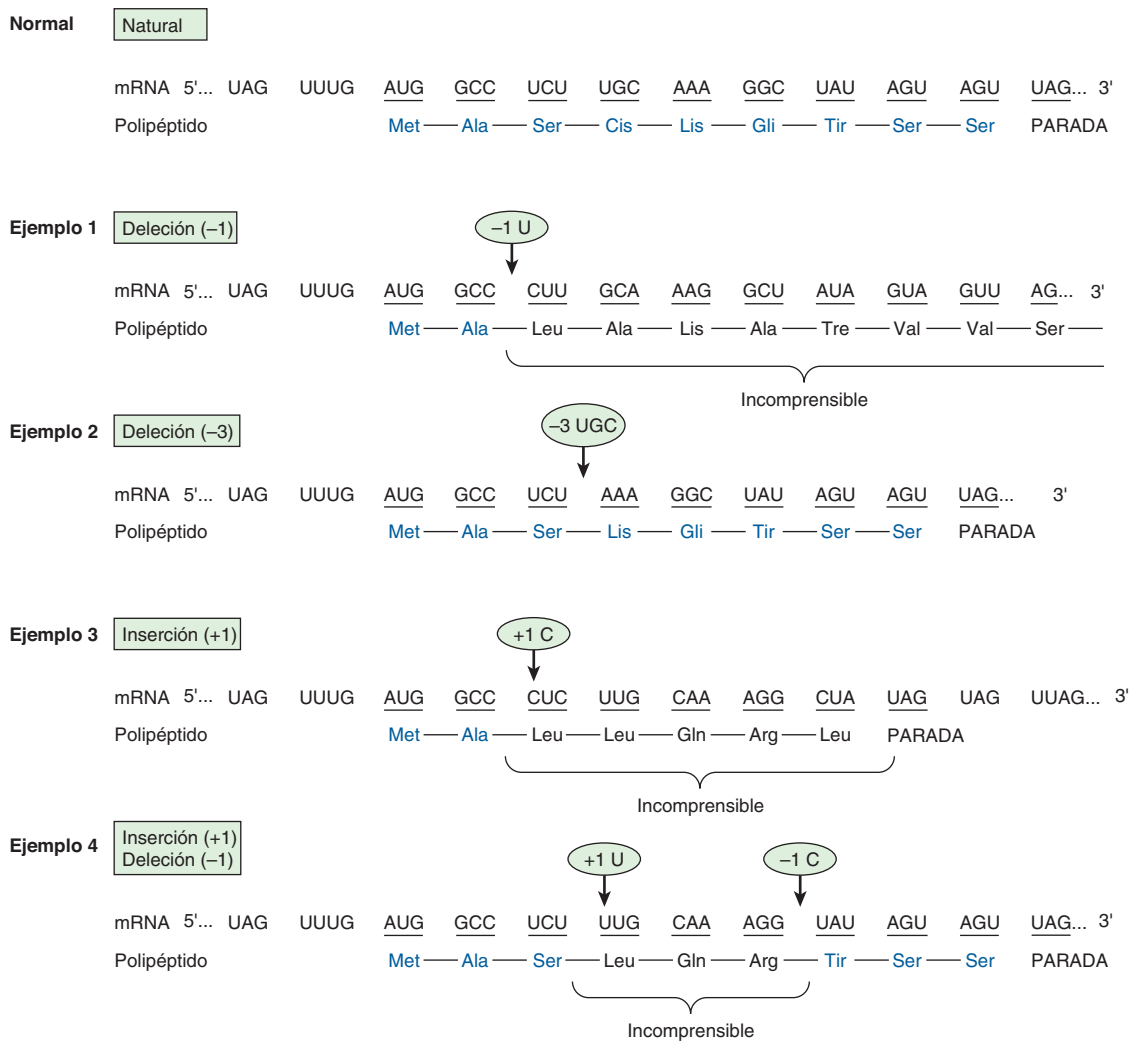 Normal Natural
mRNA 5'... UAG UUUG AUG GCC UCU UGC AAA GGC UAU AGU AGU UAG... 3'
Polipéptido Met Ala Ser Cis Lis Gli Tir Ser Ser PARADA
Ejemplo 1 Deleción (–1) –1 U
mRNA 5'... UAG UUUG AUG GCC CUU GCA AAG GCU AUA GUA GUU AG... 3'
Polipéptido Met Ala Leu Ala Lis Ala Tre Val Val Ser
Incomprensible
Ejemplo 2 Deleción (–3) –3 UGC
mRNA 5'... UAG UUUG AUG GCC UCU AAA GGC UAU AGU AGU UAG... 3'
Polipéptido Met Ala Ser Lis Gli Tir Ser Ser PARADA
Ejemplo 3 Inserción (+1) +1 C
mRNA 5'... UAG UUUG AUG GCC CUC UUG CAA AGG CUA UAG UAG UUAG... 3'
Polipéptido Met Ala Leu Leu Gln Arg Leu PARADA
Incomprensible
Ejemplo 4 Inserción (+1)
Deleción (–1)
+1 U –1 C
mRNA 5'... UAG UUUG AUG GCC UCU UUG CAA AGG UAU AGU AGU UAG... 3'
Polipéptido Met Ala Ser Leu Gln Arg Tir Ser Ser PARADA
Incomprensible